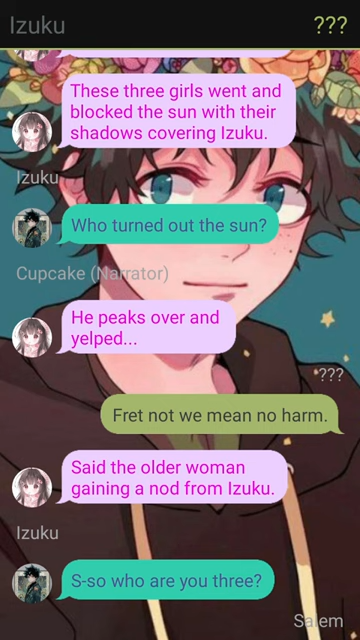 Izuku
???
These three girls went and
blocked the sun with their
shadows covering Izuku.
Izuku
Who turned out the sun?
Cupcake (Narrator)
He peaks over and
yelped...
???
Fret not we mean no harm.
Said the older woman
gaining a nod from Izuku.
Izuku
S-so who are you three?
Salem